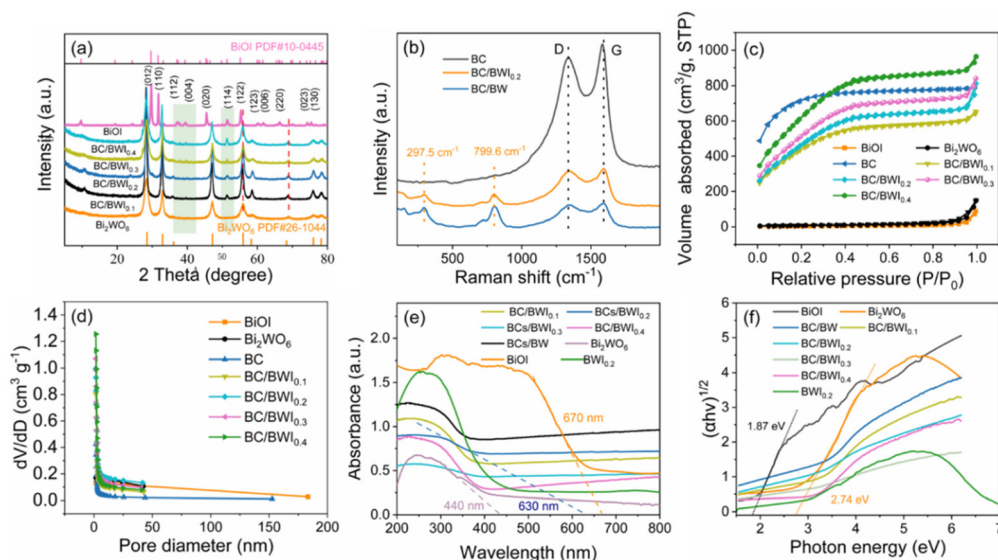 (a)
BiOI PDF#10-0445
(012)
(110)
(112)
(004)
(020)
(114)
(122)
(123)
(006)
(220)
(023)
(130)
BiOI
BC/BWI0.4
BC/BWI0.3
BC/BWI0.2
BC/BWI0.1
Bi2WO6
Bi2WO6 PDF#26-1044
Intensity (a.u.)
20 40 50 60 80
2 Theta (degree)
(b)
D
G
BC
BC/BWI0.2
BC/BW
297.5 cm-1
799.6 cm-1
Intensity (a.u.)
500 1000 1500
Raman shift (cm-1)
(c)
1000
800
600
400
200
0
BiOI
Bi2WO6
BC
BC/BWI0.1
BC/BWI0.2
BC/BWI0.3
BC/BWI0.4
Volume absorbed (cm3/g, STP)
0.0 0.2 0.4 0.6 0.8 1.0
Relative pressure (P/P0)
(d)
1.4
1.2
1.0
0.8
0.6
0.4
0.2
0.0
BiOI
Bi2WO6
BC
BC/BWI0.1
BC/BWI0.2
BC/BWI0.3
BC/BWI0.4
dV/dD (cm3 g-1)
0 50 100 150 200
Pore diameter (nm)
(e)
2.5
2.0
1.5
1.0
0.5
0.0
BC/BWI0.1
BCs/BWI0.2
BCs/BWI0.3
BC/BWI0.4
BCs/BW
Bi2WO6
BiOI
BWI0.2
670 nm
440 nm
630 nm
Absorbance (a.u.)
200 300 400 500 600 700 800
Wavelength (nm)
(f)
6
5
4
3
2
1
0
BiOI
Bi2WO6
BC/BW
BC/BWI0.1
BC/BWI0.2
BC/BWI0.3
BC/BWI0.4
BWI0.2
1.87 eV
2.74 eV
(αhv)1/2
2 3 4 5 6 7
Photon energy (eV)